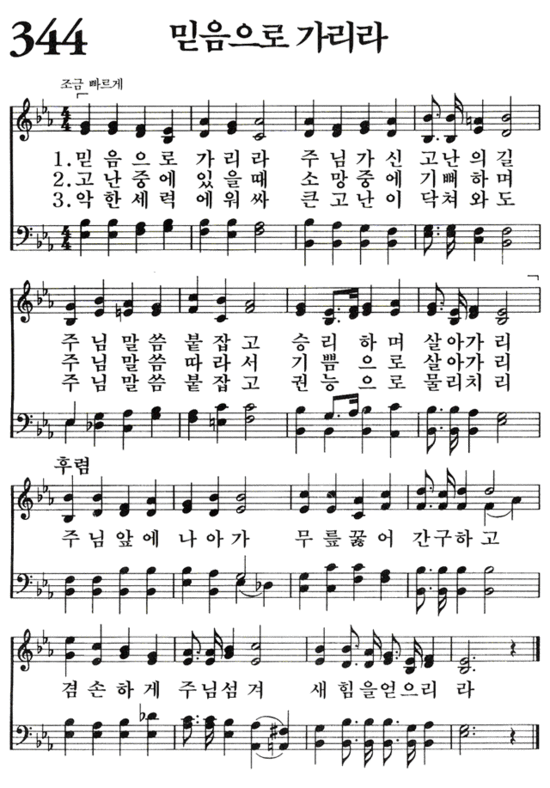 344 믿음으로 가리라
조금 빠르게
1.믿음으로 가리라 주님가신 고난의길
2.고난중에 있을때 소망중에 기뻐하며
3.악한세력 에워싸 큰고난이 닥쳐와도
주님말씀 붙잡고 승리하며 살아가리
주님말씀 따라서 기쁨으로 살아가리
주님말씀 붙잡고 권능으로 물리치리
후렴
주님앞에 나아가 무릎꿇어 간구하고
겸손하게 주님섬겨 새힘을얻으리 라